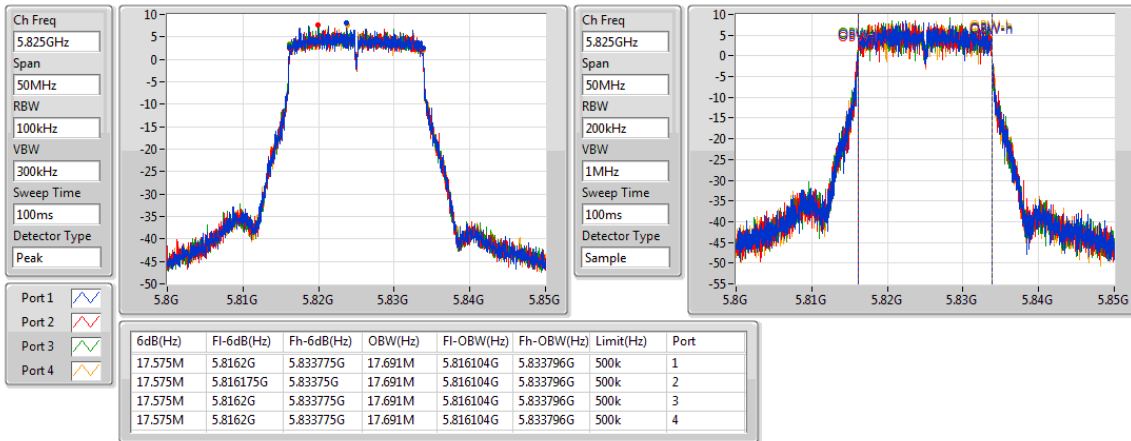 Ch Freq
5.825GHz
Span
50MHz
RBW
100kHz
VBW
300kHz
Sweep Time
100ms
Detector Type
Peak
10
5
0
-5
-10
-15
-20
-25
-30
-35
-40
-45
-50
5.8G 5.81G 5.82G 5.83G 5.84G 5.85G
Ch Freq
5.825GHz
Span
50MHz
RBW
200kHz
VBW
1MHz
Sweep Time
100ms
Detector Type
Sample
10
5
0
-5
-10
-15
-20
-25
-30
-35
-40
-45
-50
-55
OBW-h
5.8G 5.81G 5.82G 5.83G 5.84G 5.85G
Port 1
Port 2
Port 3
Port 4
6dB(Hz) Fl-6dB(Hz) Fh-6dB(Hz) OBW(Hz) Fl-OBW(Hz) Fh-OBW(Hz) Limit(Hz) Port
17.575M 5.8162G 5.833775G 17.691M 5.816104G 5.833796G 500k 1
17.575M 5.816175G 5.83375G 17.691M 5.816104G 5.833796G 500k 2
17.575M 5.8162G 5.833775G 17.691M 5.816104G 5.833796G 500k 3
17.575M 5.8162G 5.833775G 17.691M 5.816104G 5.833796G 500k 4